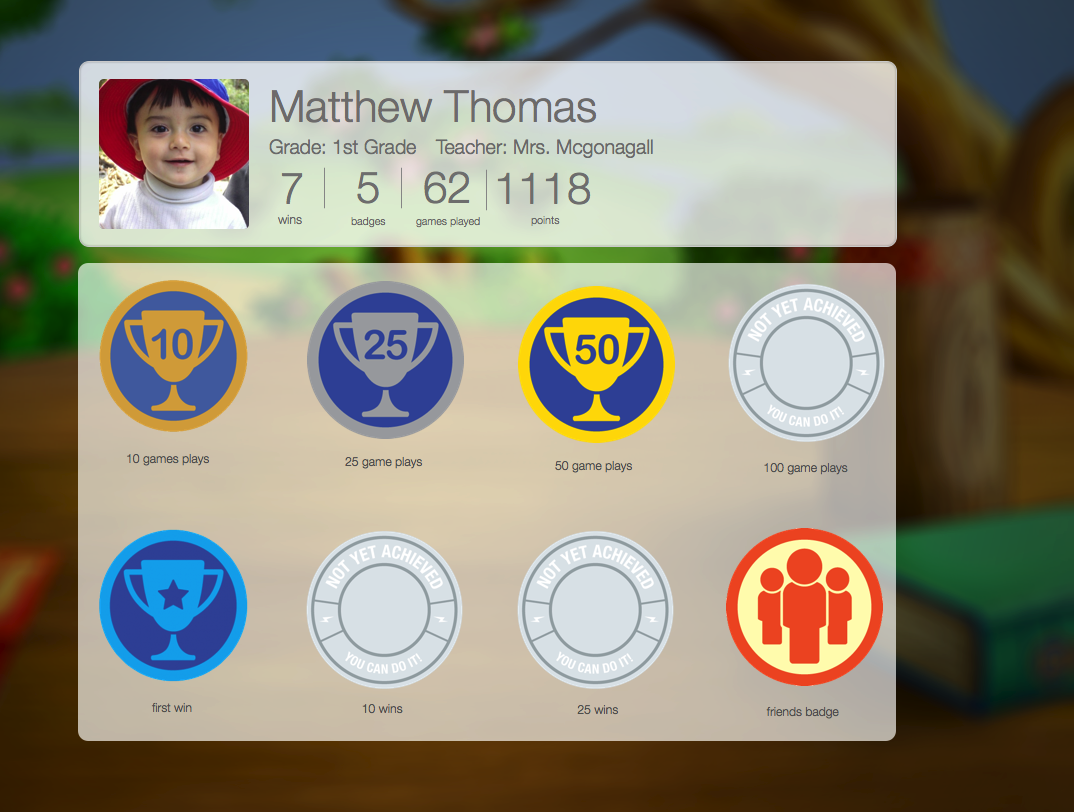 Matthew Thomas
Grade: 1st Grade Teacher: Mrs. Mcgonagall
7 5 62 1118
wins badges games played points
10 25 50 NOT YET ACHIEVED
YOU CAN DO IT!
10 games plays 25 game plays 50 game plays 100 game plays
NOT YET ACHIEVED NOT YET ACHIEVED
YOU CAN DO IT! YOU CAN DO IT!
first win 10 wins 25 wins friends badge